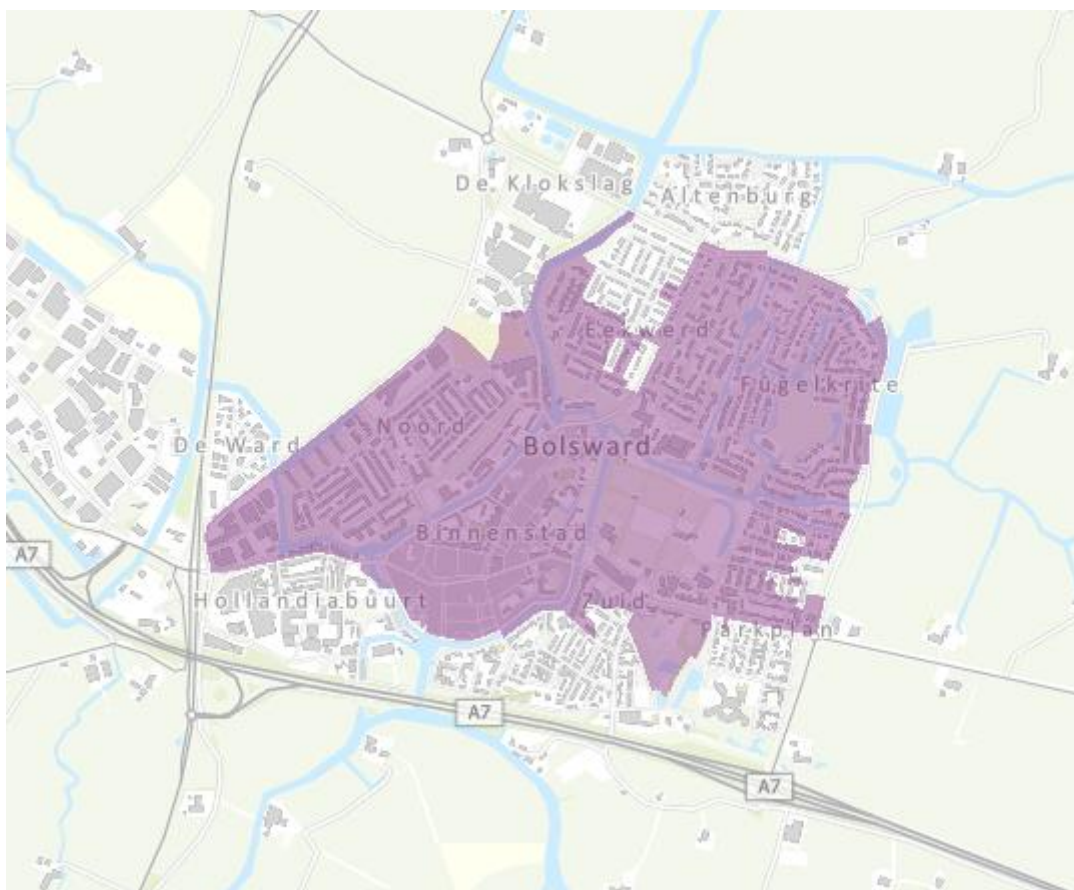 De Klokslag
Altenburg
Eekwerd
Fûgelkrite
Noord
De Ward
Bolsward
Binnenstad
A7
Hollandiabuurt
Zuid
Parkplan
A7
A7